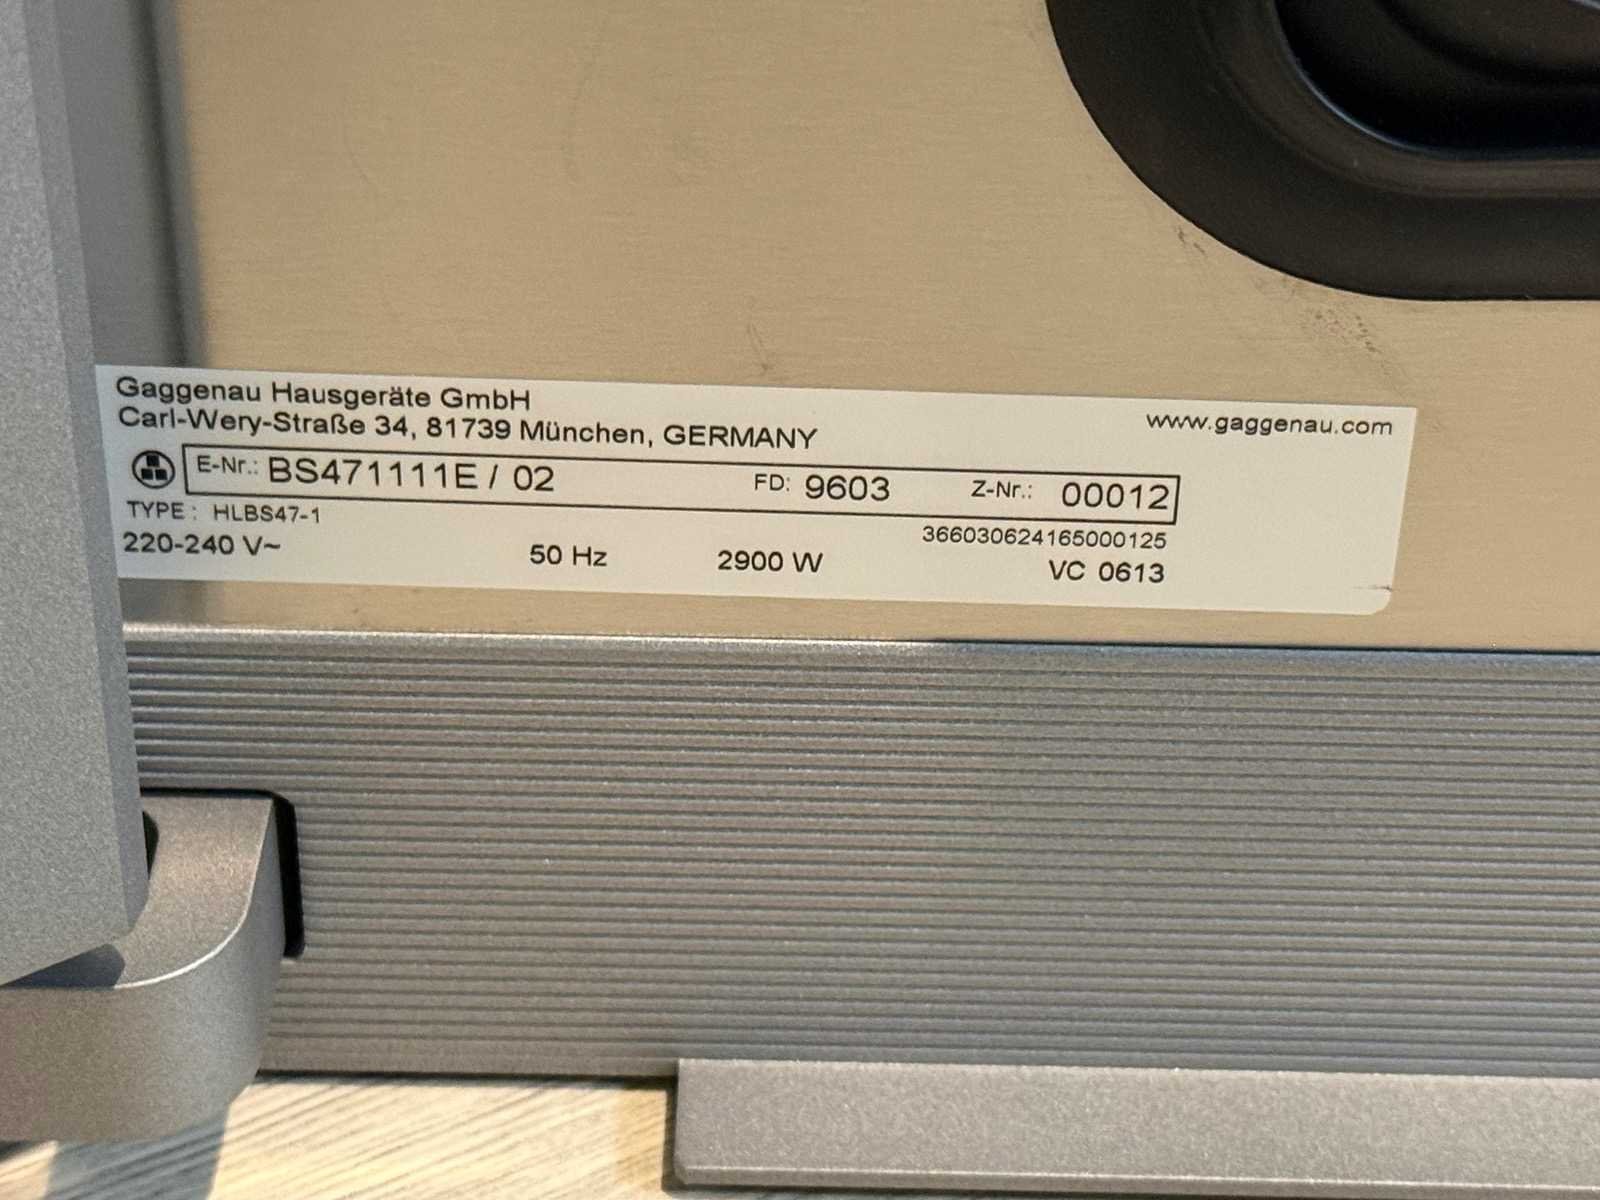 Gaggenau Hausgeräte GmbH
Carl-Wery-Straße 34, 81739 München, GERMANY
www.gaggenau.com
E-Nr.: BS471111E / 02 FD: 9603 Z-Nr.: 00012
TYPE : HLBS47-1
366030624165000125
220-240 V~ 50 Hz 2900 W VC 0613